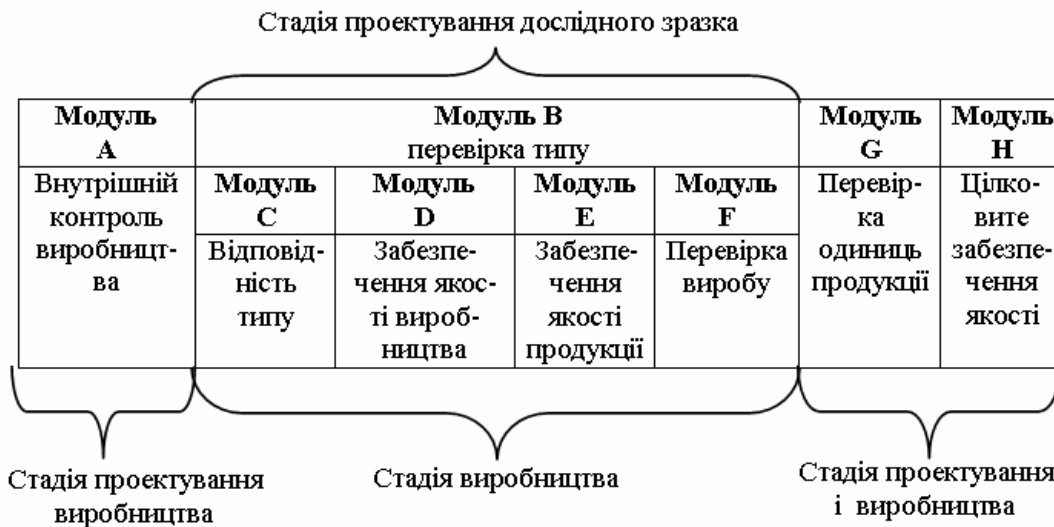 Стадія проектування дослідного зразка
Модуль
А
Модуль В
перевірка типу
Модуль
G
Модуль
Н
Внутрішній
контроль
виробницт-
ва
Модуль
С
Модуль
D
Модуль
Е
Модуль
F
Перевір-
ка
одиниць
продукції
Цілко-
вите
забезпе-
чення
якості
Відповід-
ність
типу
Забезпе-
чення якос-
ті вироб-
ництва
Забезпе-
чення
якості
продукції
Перевірка
виробу
Стадія проектування
виробництва
Стадія виробництва
Стадія проектування
і виробництва